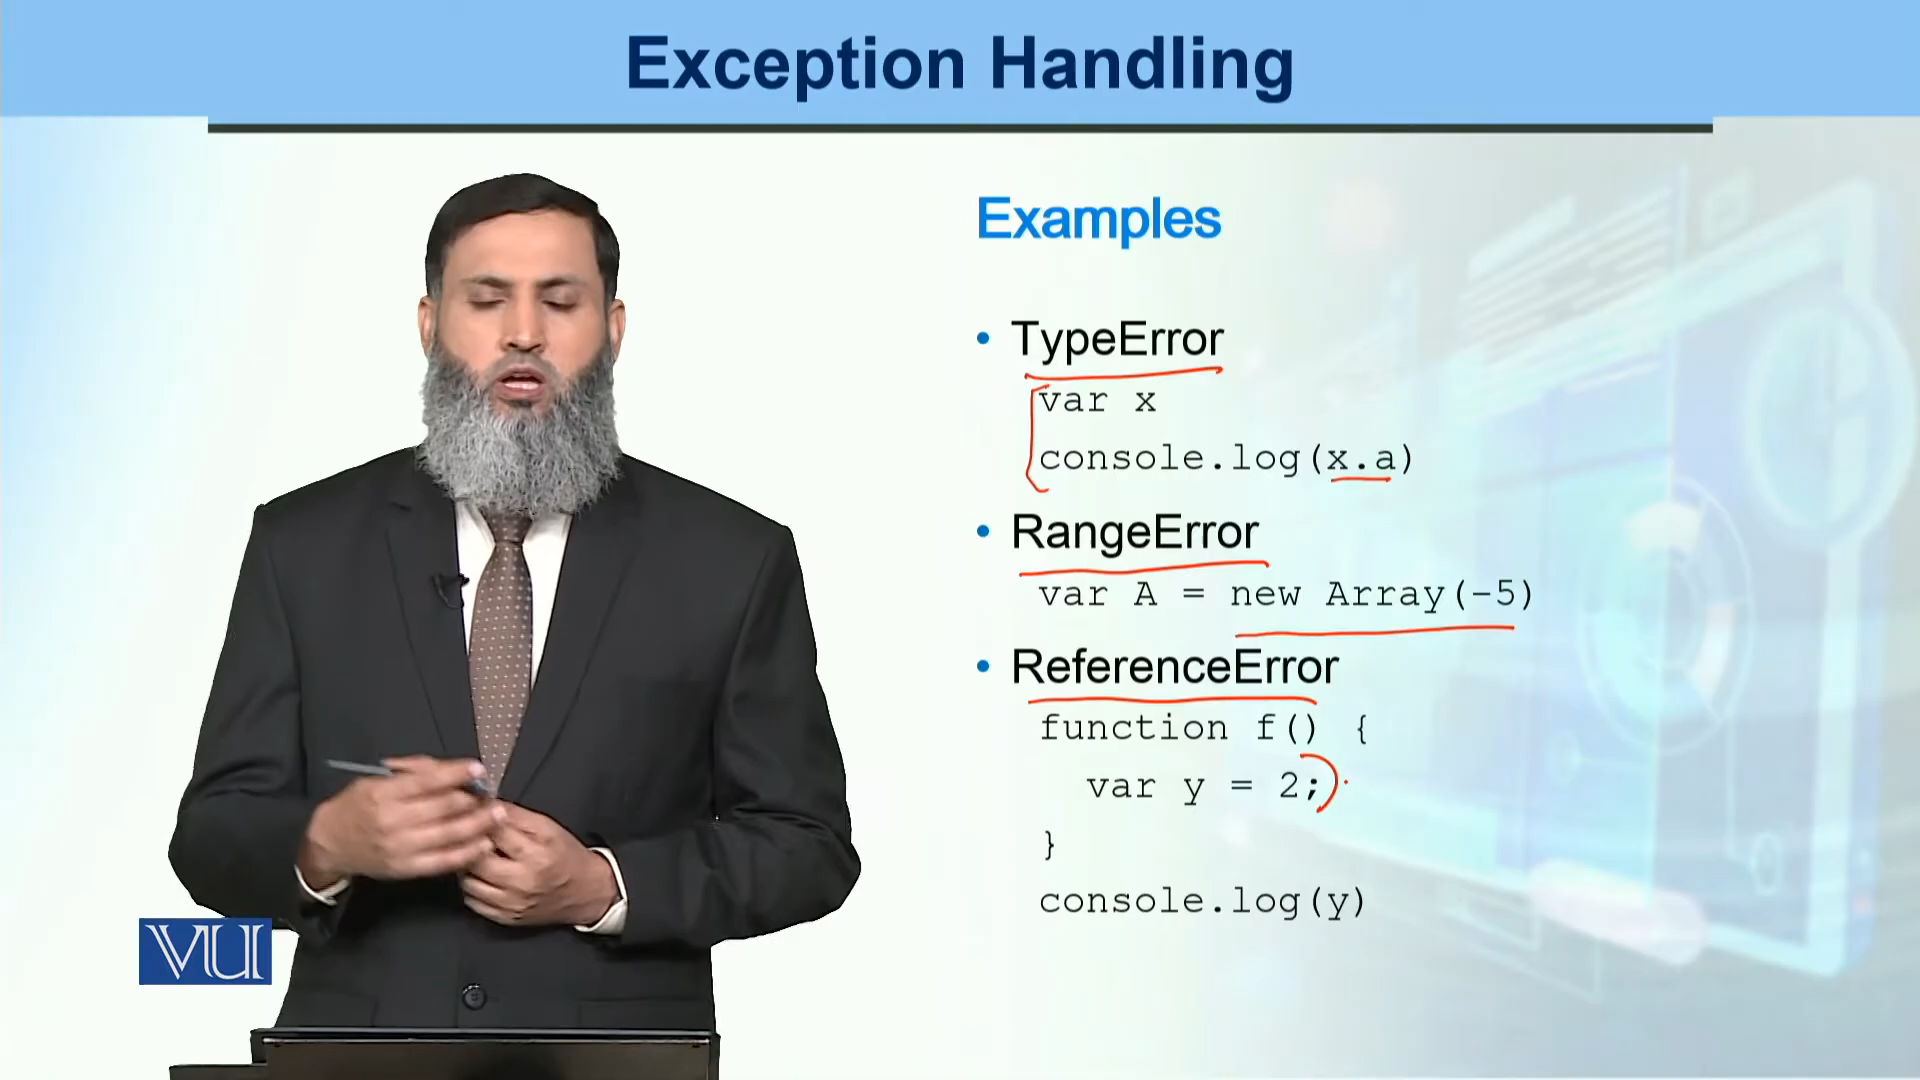 Exception Handling
Examples
• TypeError
var x
console.log(x.a)
• RangeError
var A = new Array(-5)
• ReferenceError
function f() {
var y = 2;
}
console.log(y)
VU